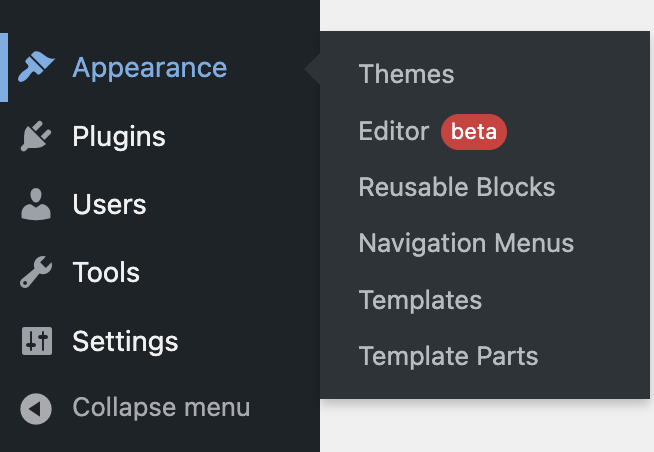 Appearance
Plugins
Users
Tools
Settings
Collapse menu
Themes
Editor beta
Reusable Blocks
Navigation Menus
Templates
Template Parts